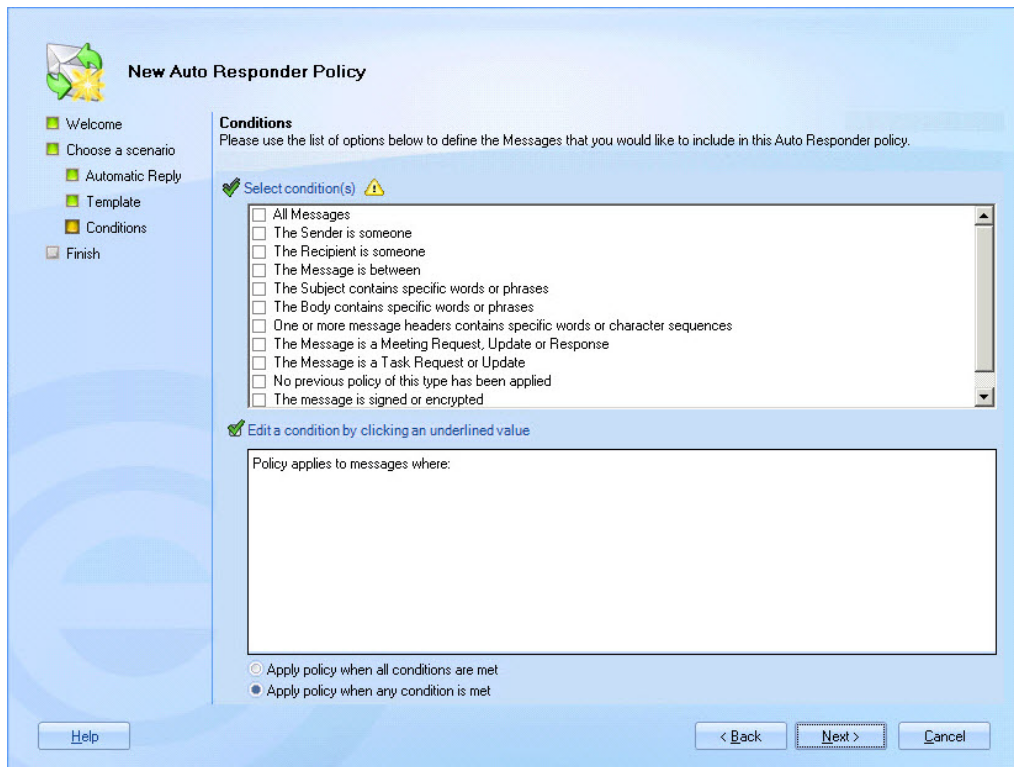 New Auto Responder Policy
Welcome
Choose a scenario
Automatic Reply
Template
Conditions
Finish
Conditions
Please use the list of options below to define the Messages that you would like to include in this Auto Responder policy.
Select condition(s)
All Messages
The Sender is someone
The Recipient is someone
The Message is between
The Subject contains specific words or phrases
The Body contains specific words or phrases
One or more message headers contains specific words or character sequences
The Message is a Meeting Request, Update or Response
The Message is a Task Request or Update
No previous policy of this type has been applied
The message is signed or encrypted
Edit a condition by clicking an underlined value
Policy applies to messages where:
Apply policy when all conditions are met
Apply policy when any condition is met
Help
< Back
Next >
Cancel